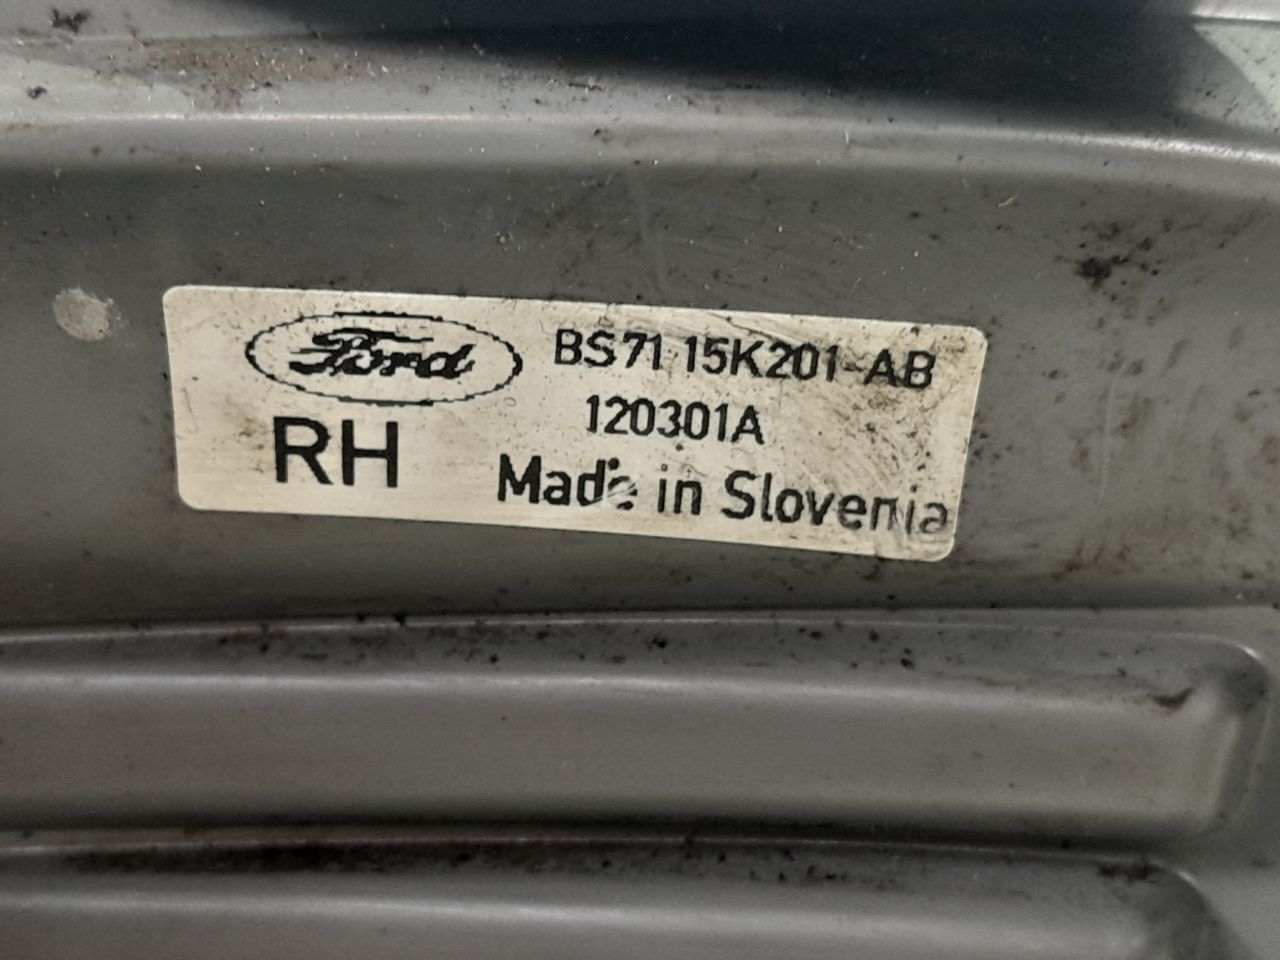 Ford
BS71 15K201-AB
120301A
RH
Made in Slovenia